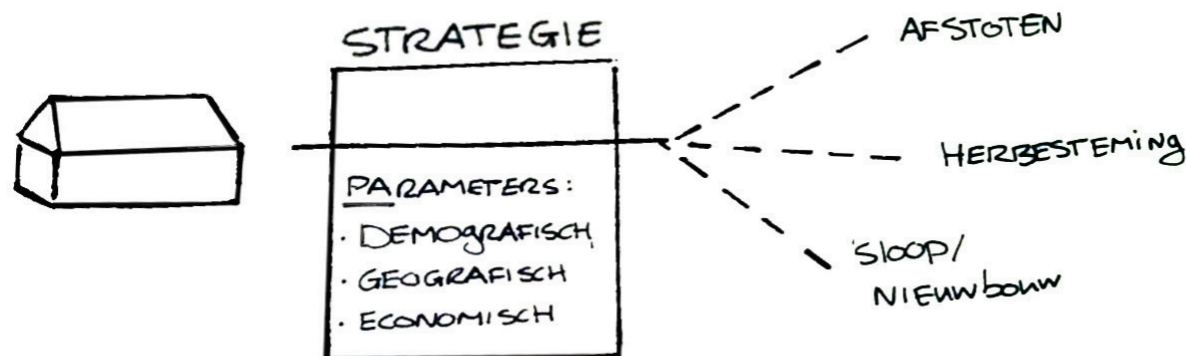 STRATEGIE
PARAMETERS:
· DEMOGRAFISCH
· GEOGRAFISCH
· ECONOMISCH
AFSTOTEN
HERBESTEMING
SLOOP/
NIEUWBOUW